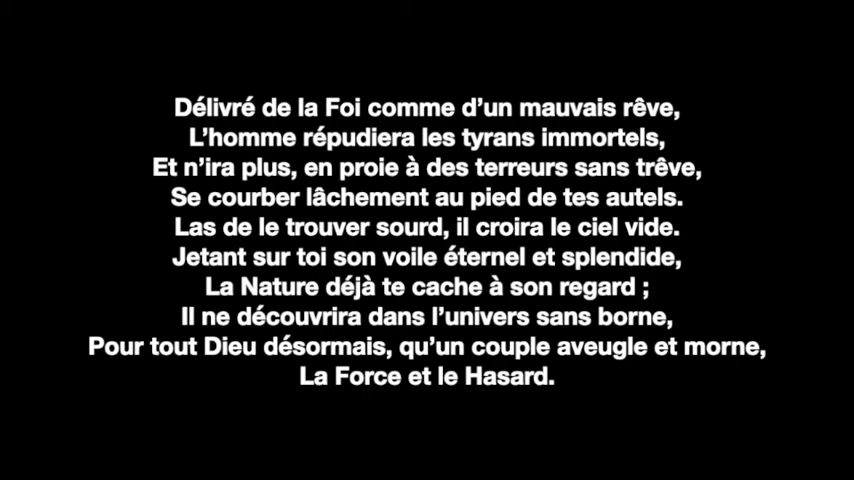 Délivré de la Foi comme d’un mauvais rêve,
L’homme répudiera les tyrans immortels,
Et n’ira plus, en proie à des terreurs sans trêve,
Se courber lâchement au pied de tes autels.
Las de le trouver sourd, il croira le ciel vide.
Jetant sur toi son voile éternel et splendide,
La Nature déjà te cache à son regard ;
Il ne découvrira dans l’univers sans borne,
Pour tout Dieu désormais, qu’un couple aveugle et morne,
La Force et le Hasard.